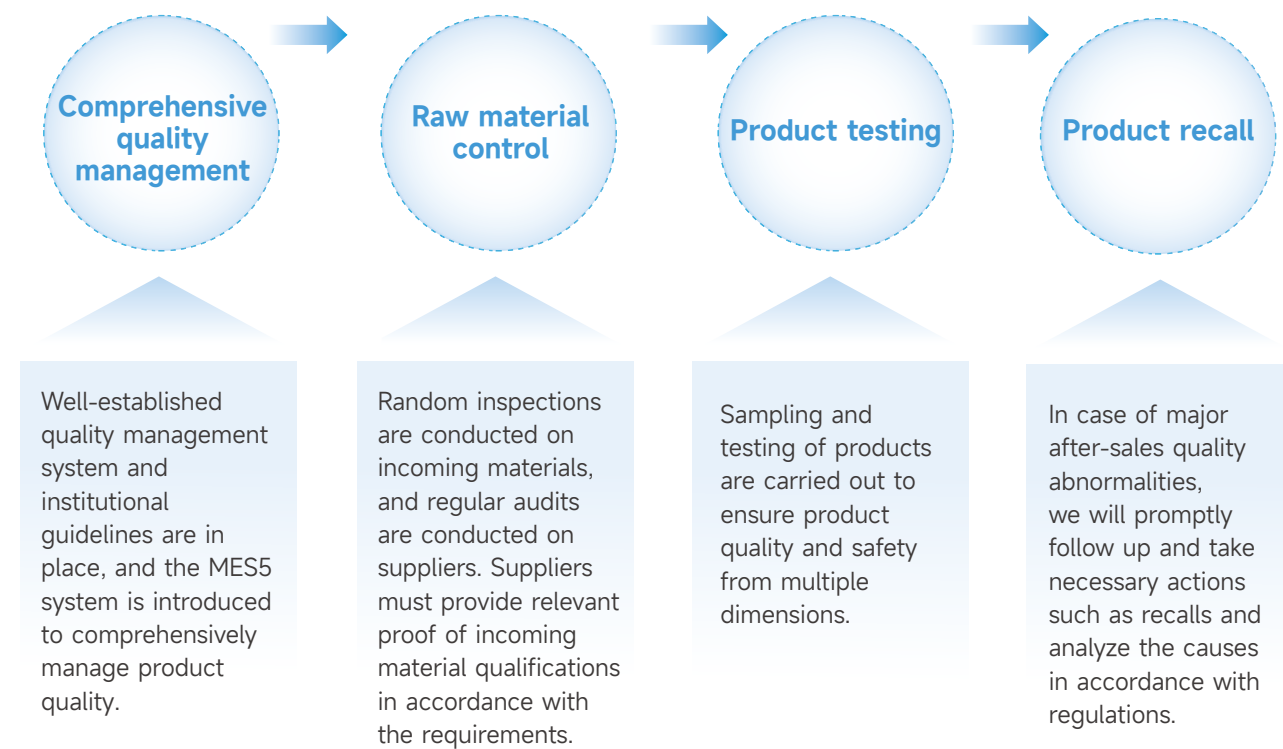 Comprehensive
quality
management
Raw material
control
Product testing
Product recall
Well-established
quality management
system and
institutional
guidelines are in
place, and the MES5
system is introduced
to comprehensively
manage product
quality.
Random inspections
are conducted on
incoming materials,
and regular audits
are conducted on
suppliers. Suppliers
must provide relevant
proof of incoming
material qualifications
in accordance with
the requirements.
Sampling and
testing of products
are carried out to
ensure product
quality and safety
from multiple
dimensions.
In case of major
after-sales quality
abnormalities,
we will promptly
follow up and take
necessary actions
such as recalls and
analyze the causes
in accordance with
regulations.